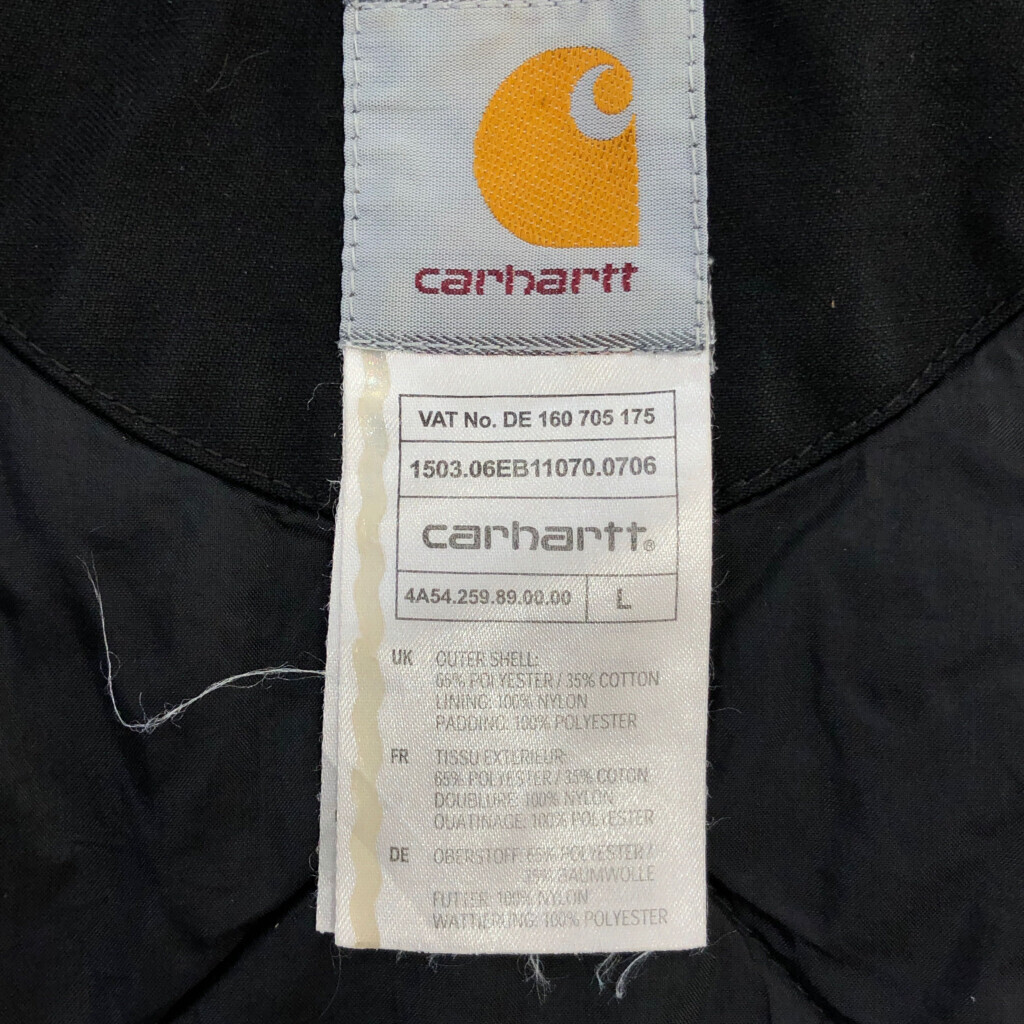 carhartt
VAT No. DE 160 705 175
1503.06EB11070.0706
carhartt®
4A54.259.89.00.00 L
UK OUTER SHELL:
65% POLYESTER / 35% COTTON
LINING: 100% NYLON
PADDING: 100% POLYESTER
FR TISSU EXTERIEUR:
65% POLYESTER / 35% COTON
DOUBLURE: 100% NYLON
OUATINAGE: 100% POLYESTER
DE OBERSTOFF: 65% POLYESTER /
35% BAUMWOLLE
FUTTER: 100% NYLON
WATTIERUNG: 100% POLYESTER